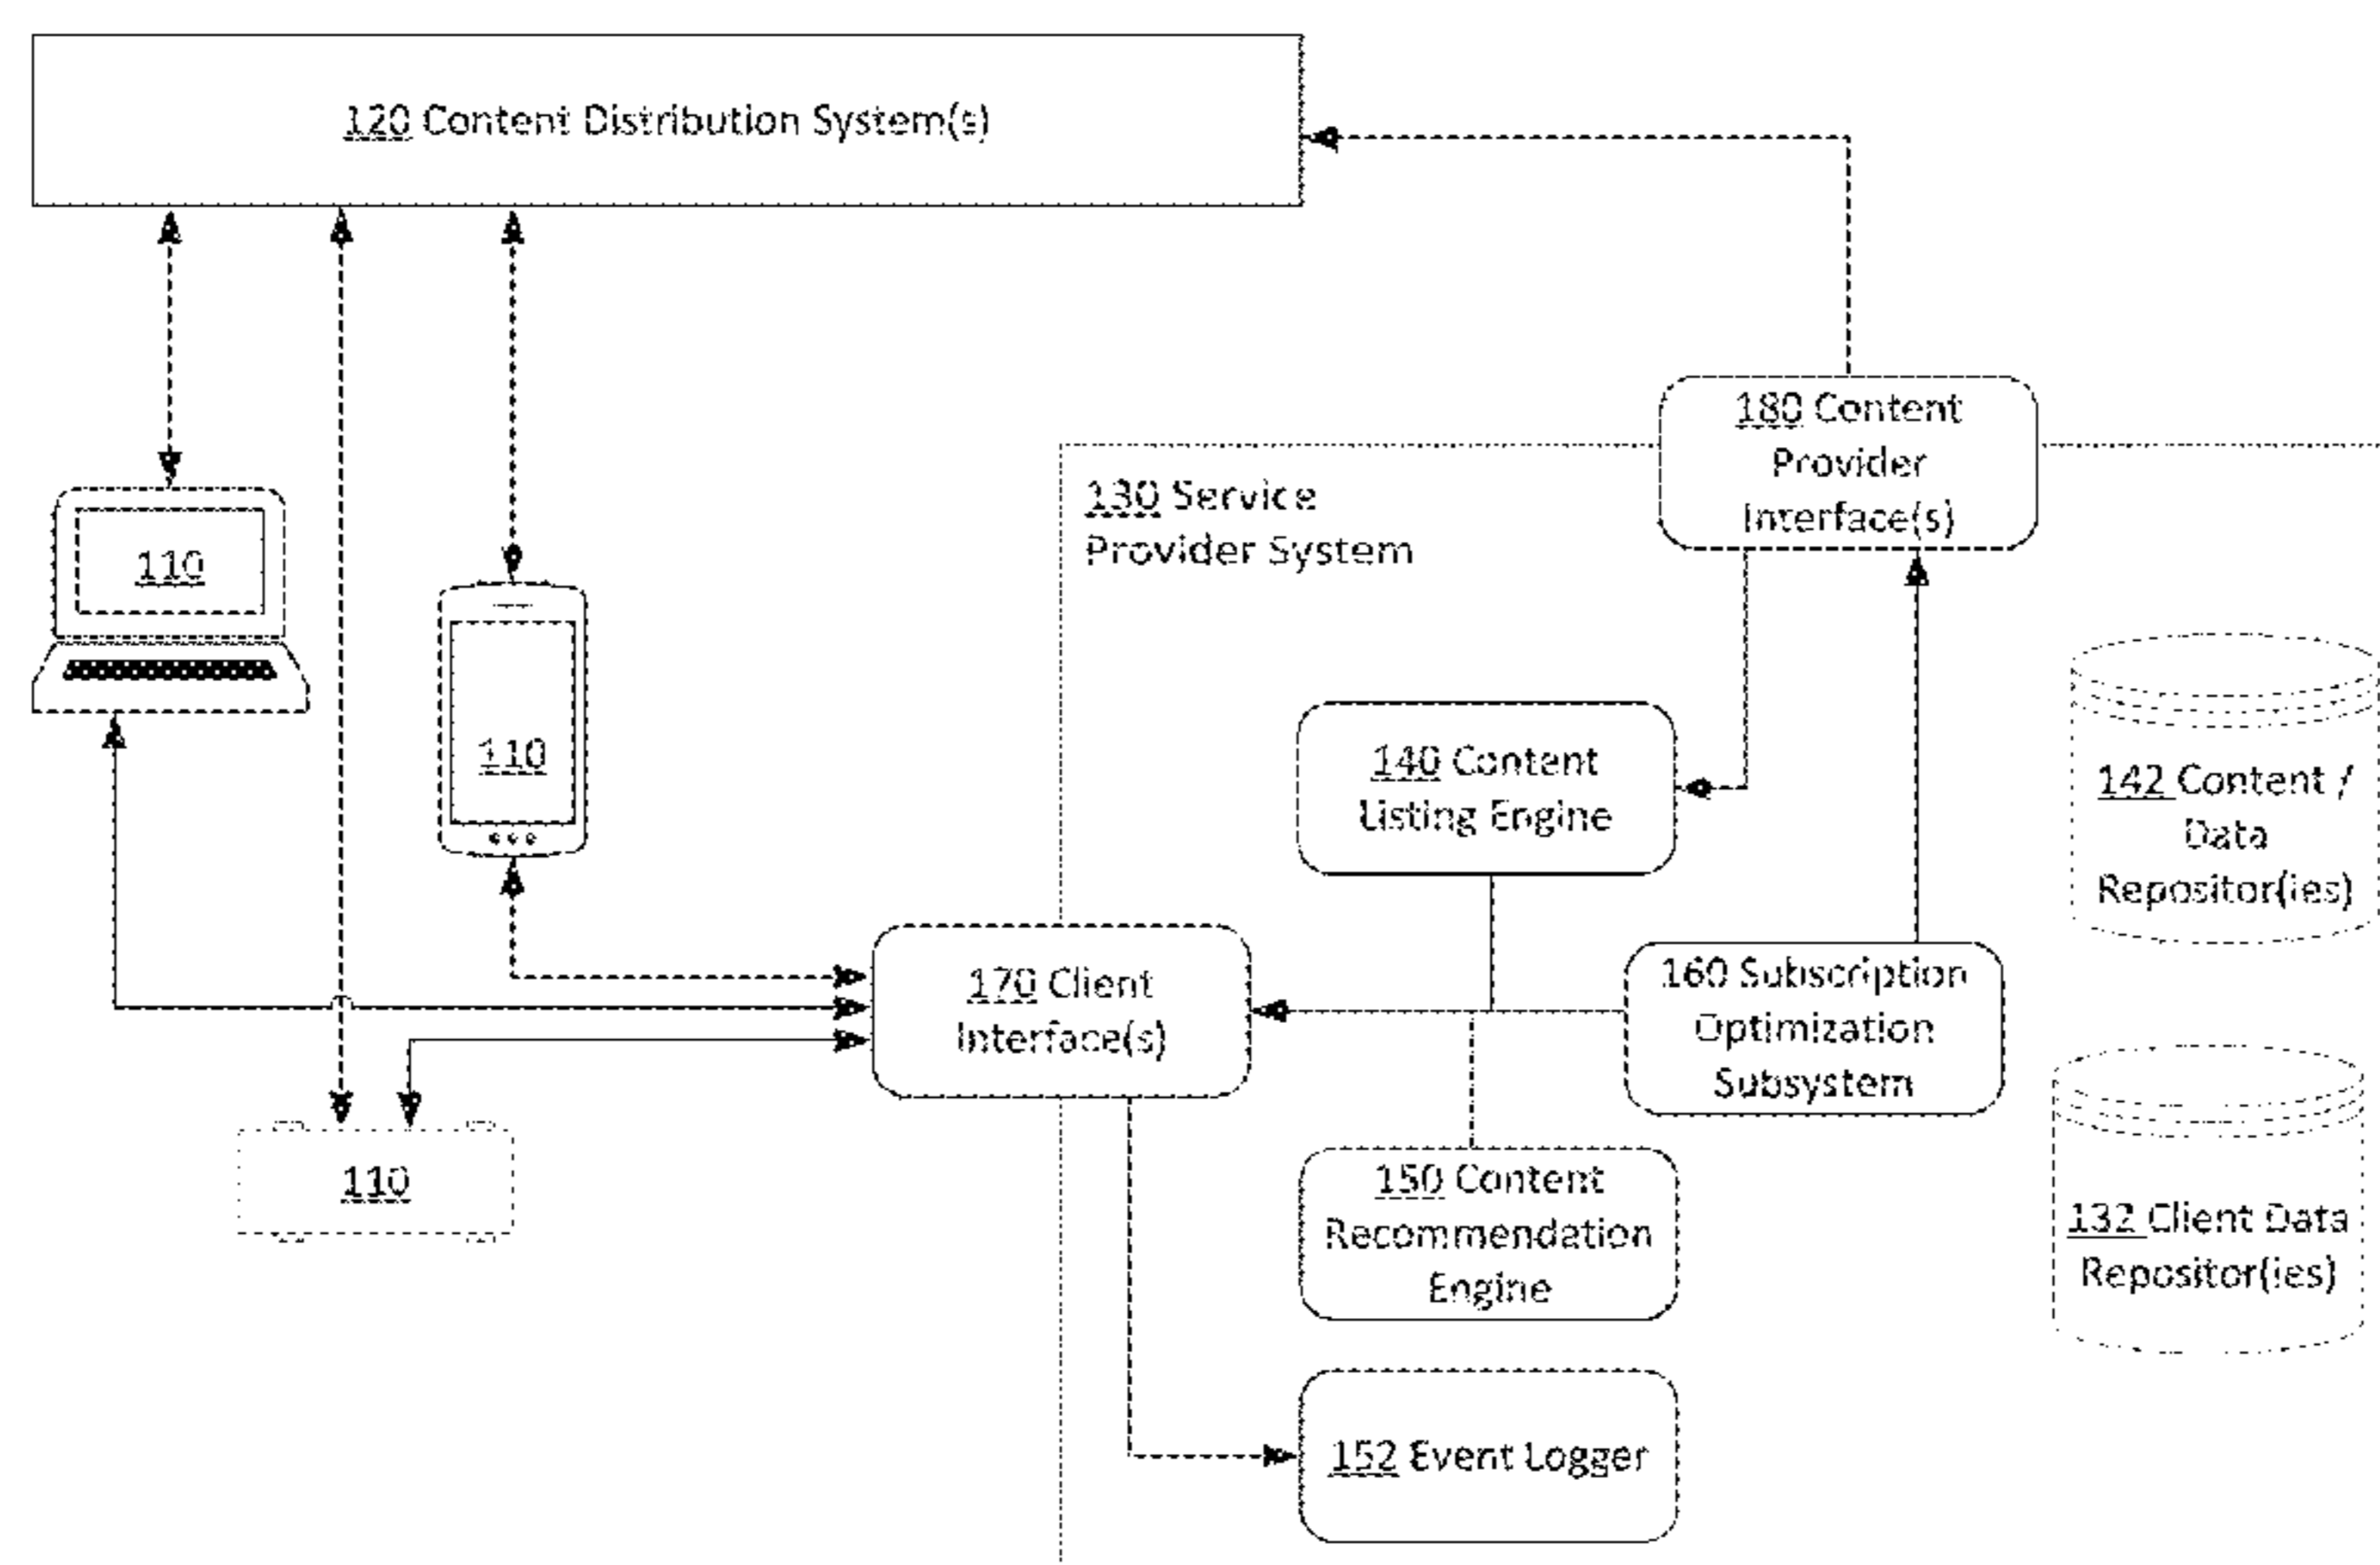 120 Content Distribution System(s)
180 Content
Provider
Interface(s)
130 Service
Provider System
110
110
140 Content
Listing Engine
142 Content /
Data
Repositor(ies)
170 Client
Interface(s)
160 Subscription
Optimization
Subsystem
110
150 Content
Recommendation
Engine
132 Client Data
Repositor(ies)
152 Event Logger